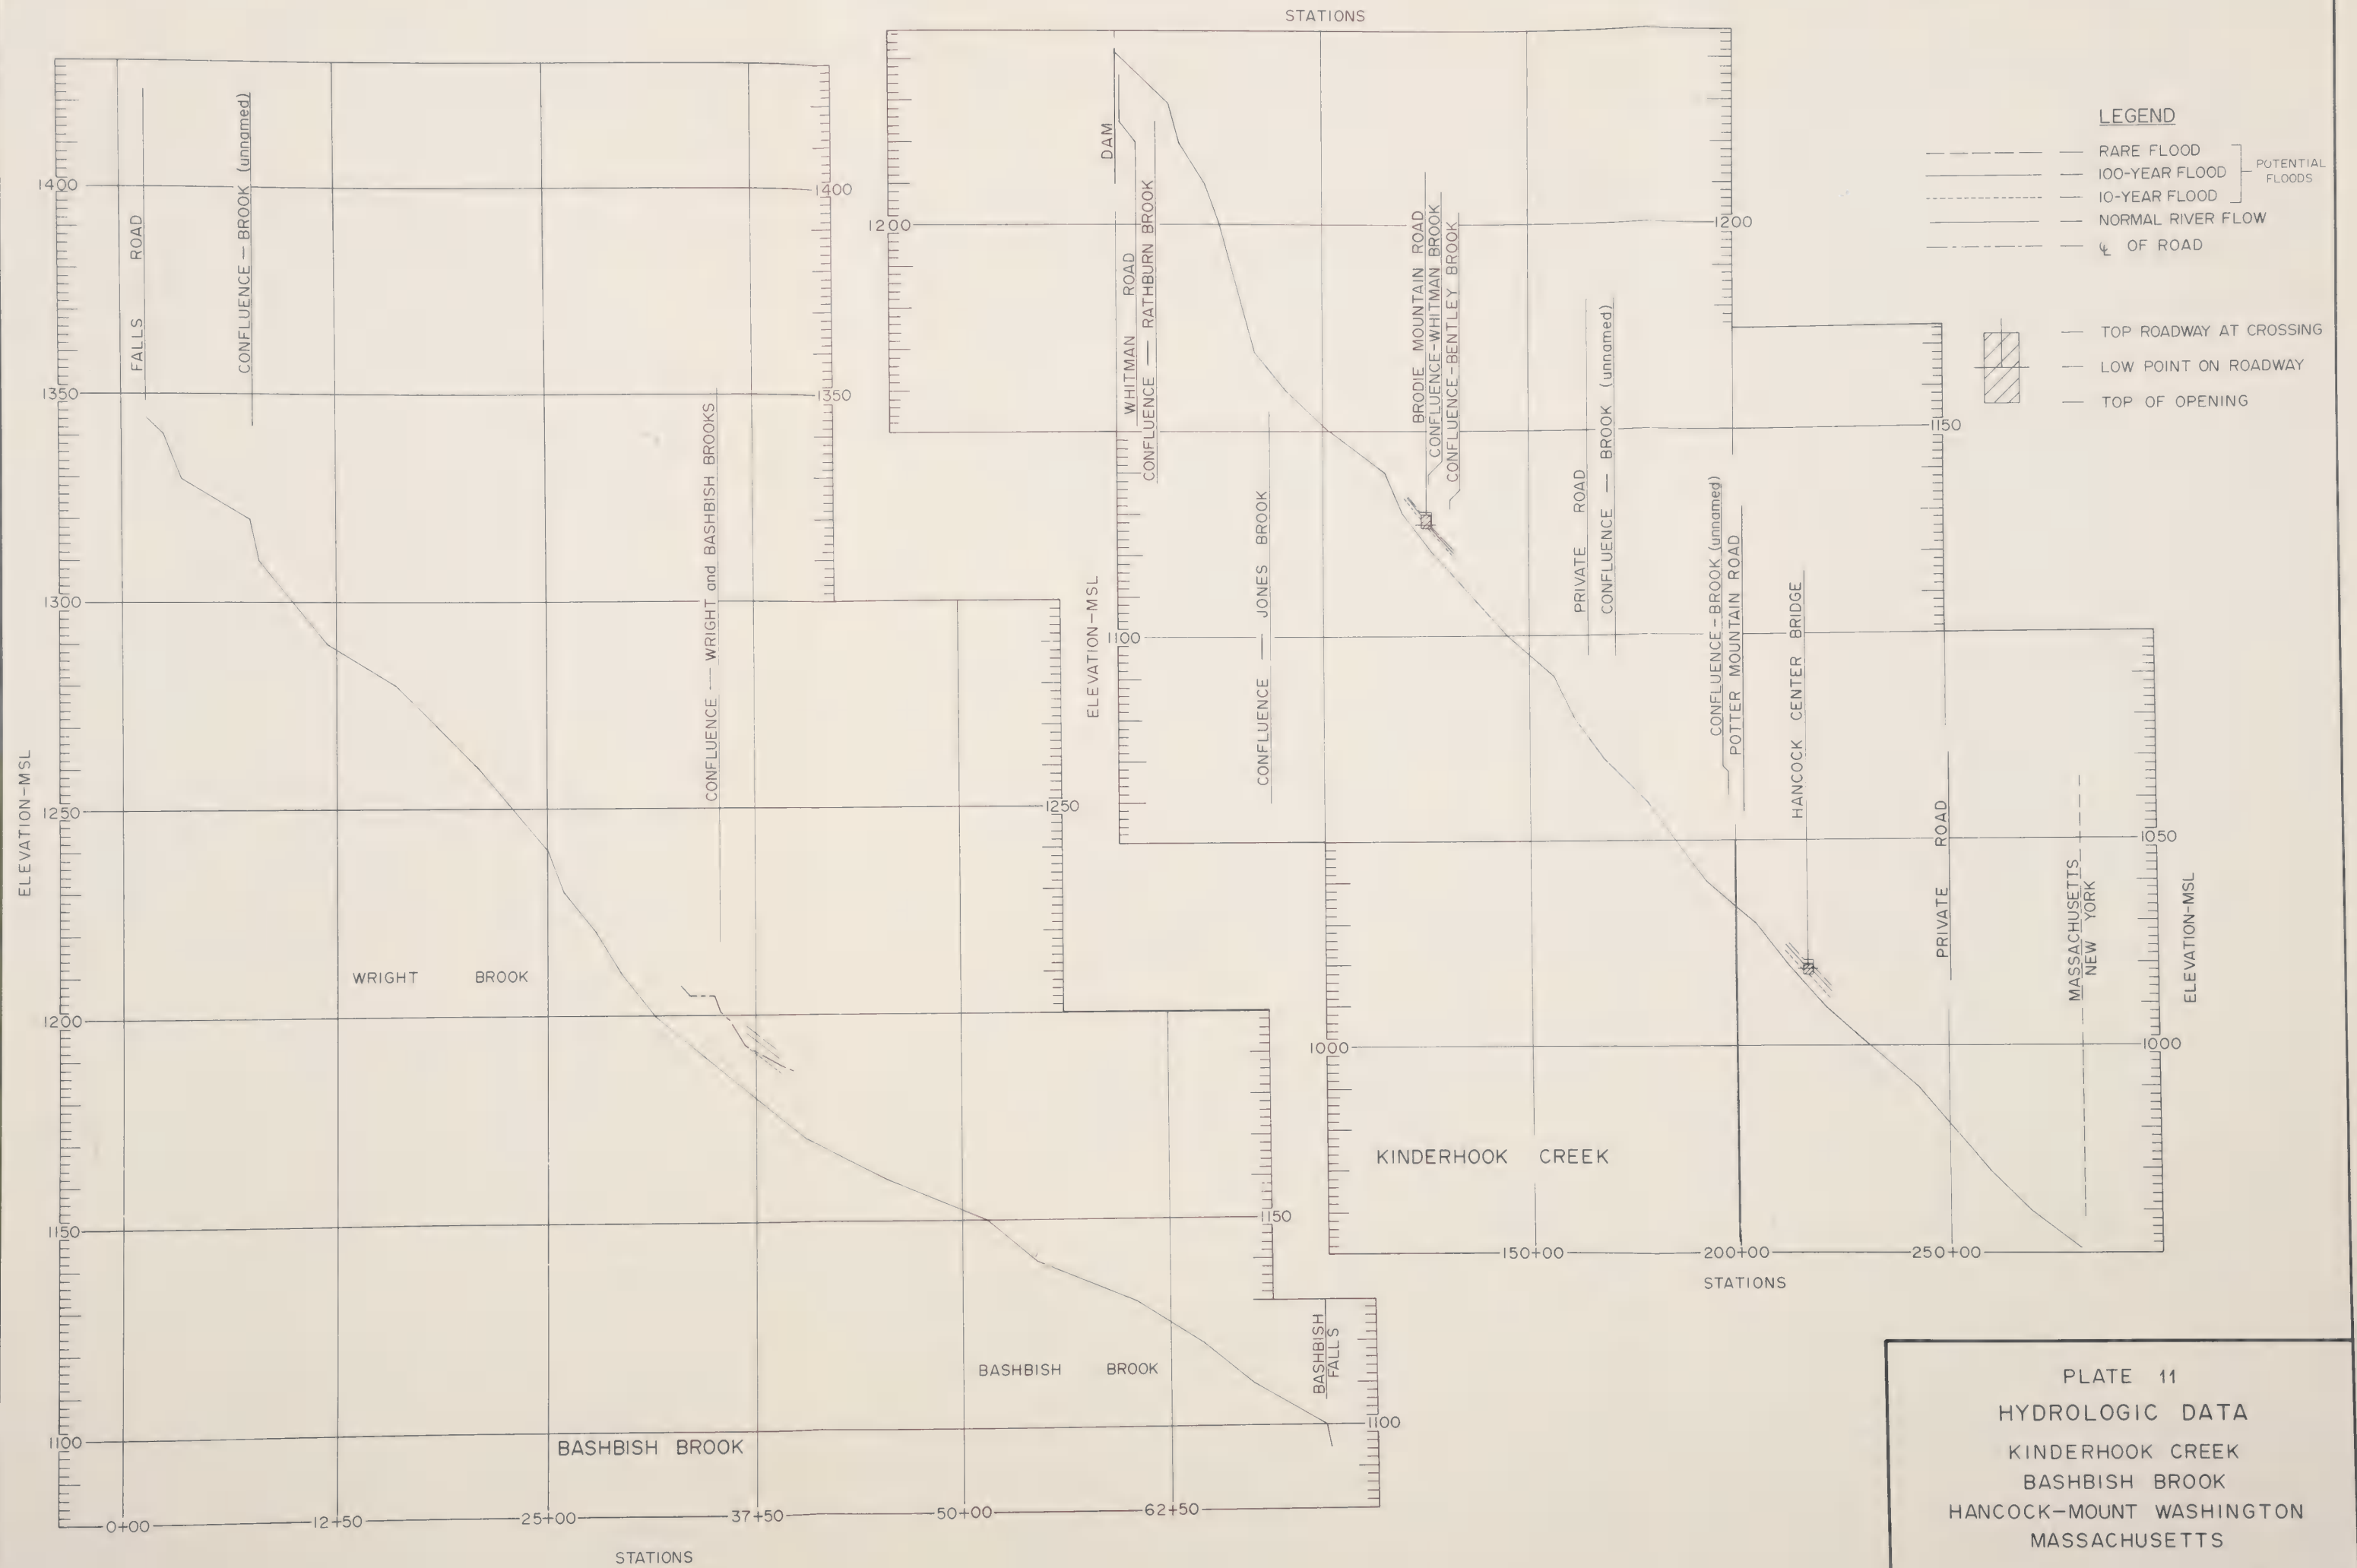 STATIONS
1400
1400
1350
1350
1300
1250
1250
1200
1150
1150
1100
1100
ELEVATION-MSL
FALLS ROAD
CONFLUENCE — BROOK (unnamed)
CONFLUENCE — WRIGHT and BASHBISH BROOKS
WRIGHT BROOK
BASHBISH BROOK
BASHBISH
FALLS
BASHBISH BROOK
0+00
12+50
25+00
37+50
50+00
62+50
STATIONS
1200
1200
1150
1100
1050
1000
1000
ELEVATION-MSL
DAM
WHITMAN ROAD
CONFLUENCE — RATHBURN BROOK
CONFLUENCE — JONES BROOK
BRODIE MOUNTAIN ROAD
CONFLUENCE-WHITMAN BROOK
CONFLUENCE-BENTLEY BROOK
PRIVATE ROAD
CONFLUENCE — BROOK (unnamed)
CONFLUENCE-BROOK (unnamed)
POTTER MOUNTAIN ROAD
HANCOCK CENTER BRIDGE
PRIVATE ROAD
MASSACHUSETTS
NEW YORK
ELEVATION-MSL
KINDERHOOK CREEK
150+00
200+00
250+00
STATIONS
LEGEND
RARE FLOOD
100-YEAR FLOOD
10-YEAR FLOOD
POTENTIAL
FLOODS
NORMAL RIVER FLOW
℄ OF ROAD
TOP ROADWAY AT CROSSING
LOW POINT ON ROADWAY
TOP OF OPENING
PLATE 11
HYDROLOGIC DATA
KINDERHOOK CREEK
BASHBISH BROOK
HANCOCK-MOUNT WASHINGTON
MASSACHUSETTS